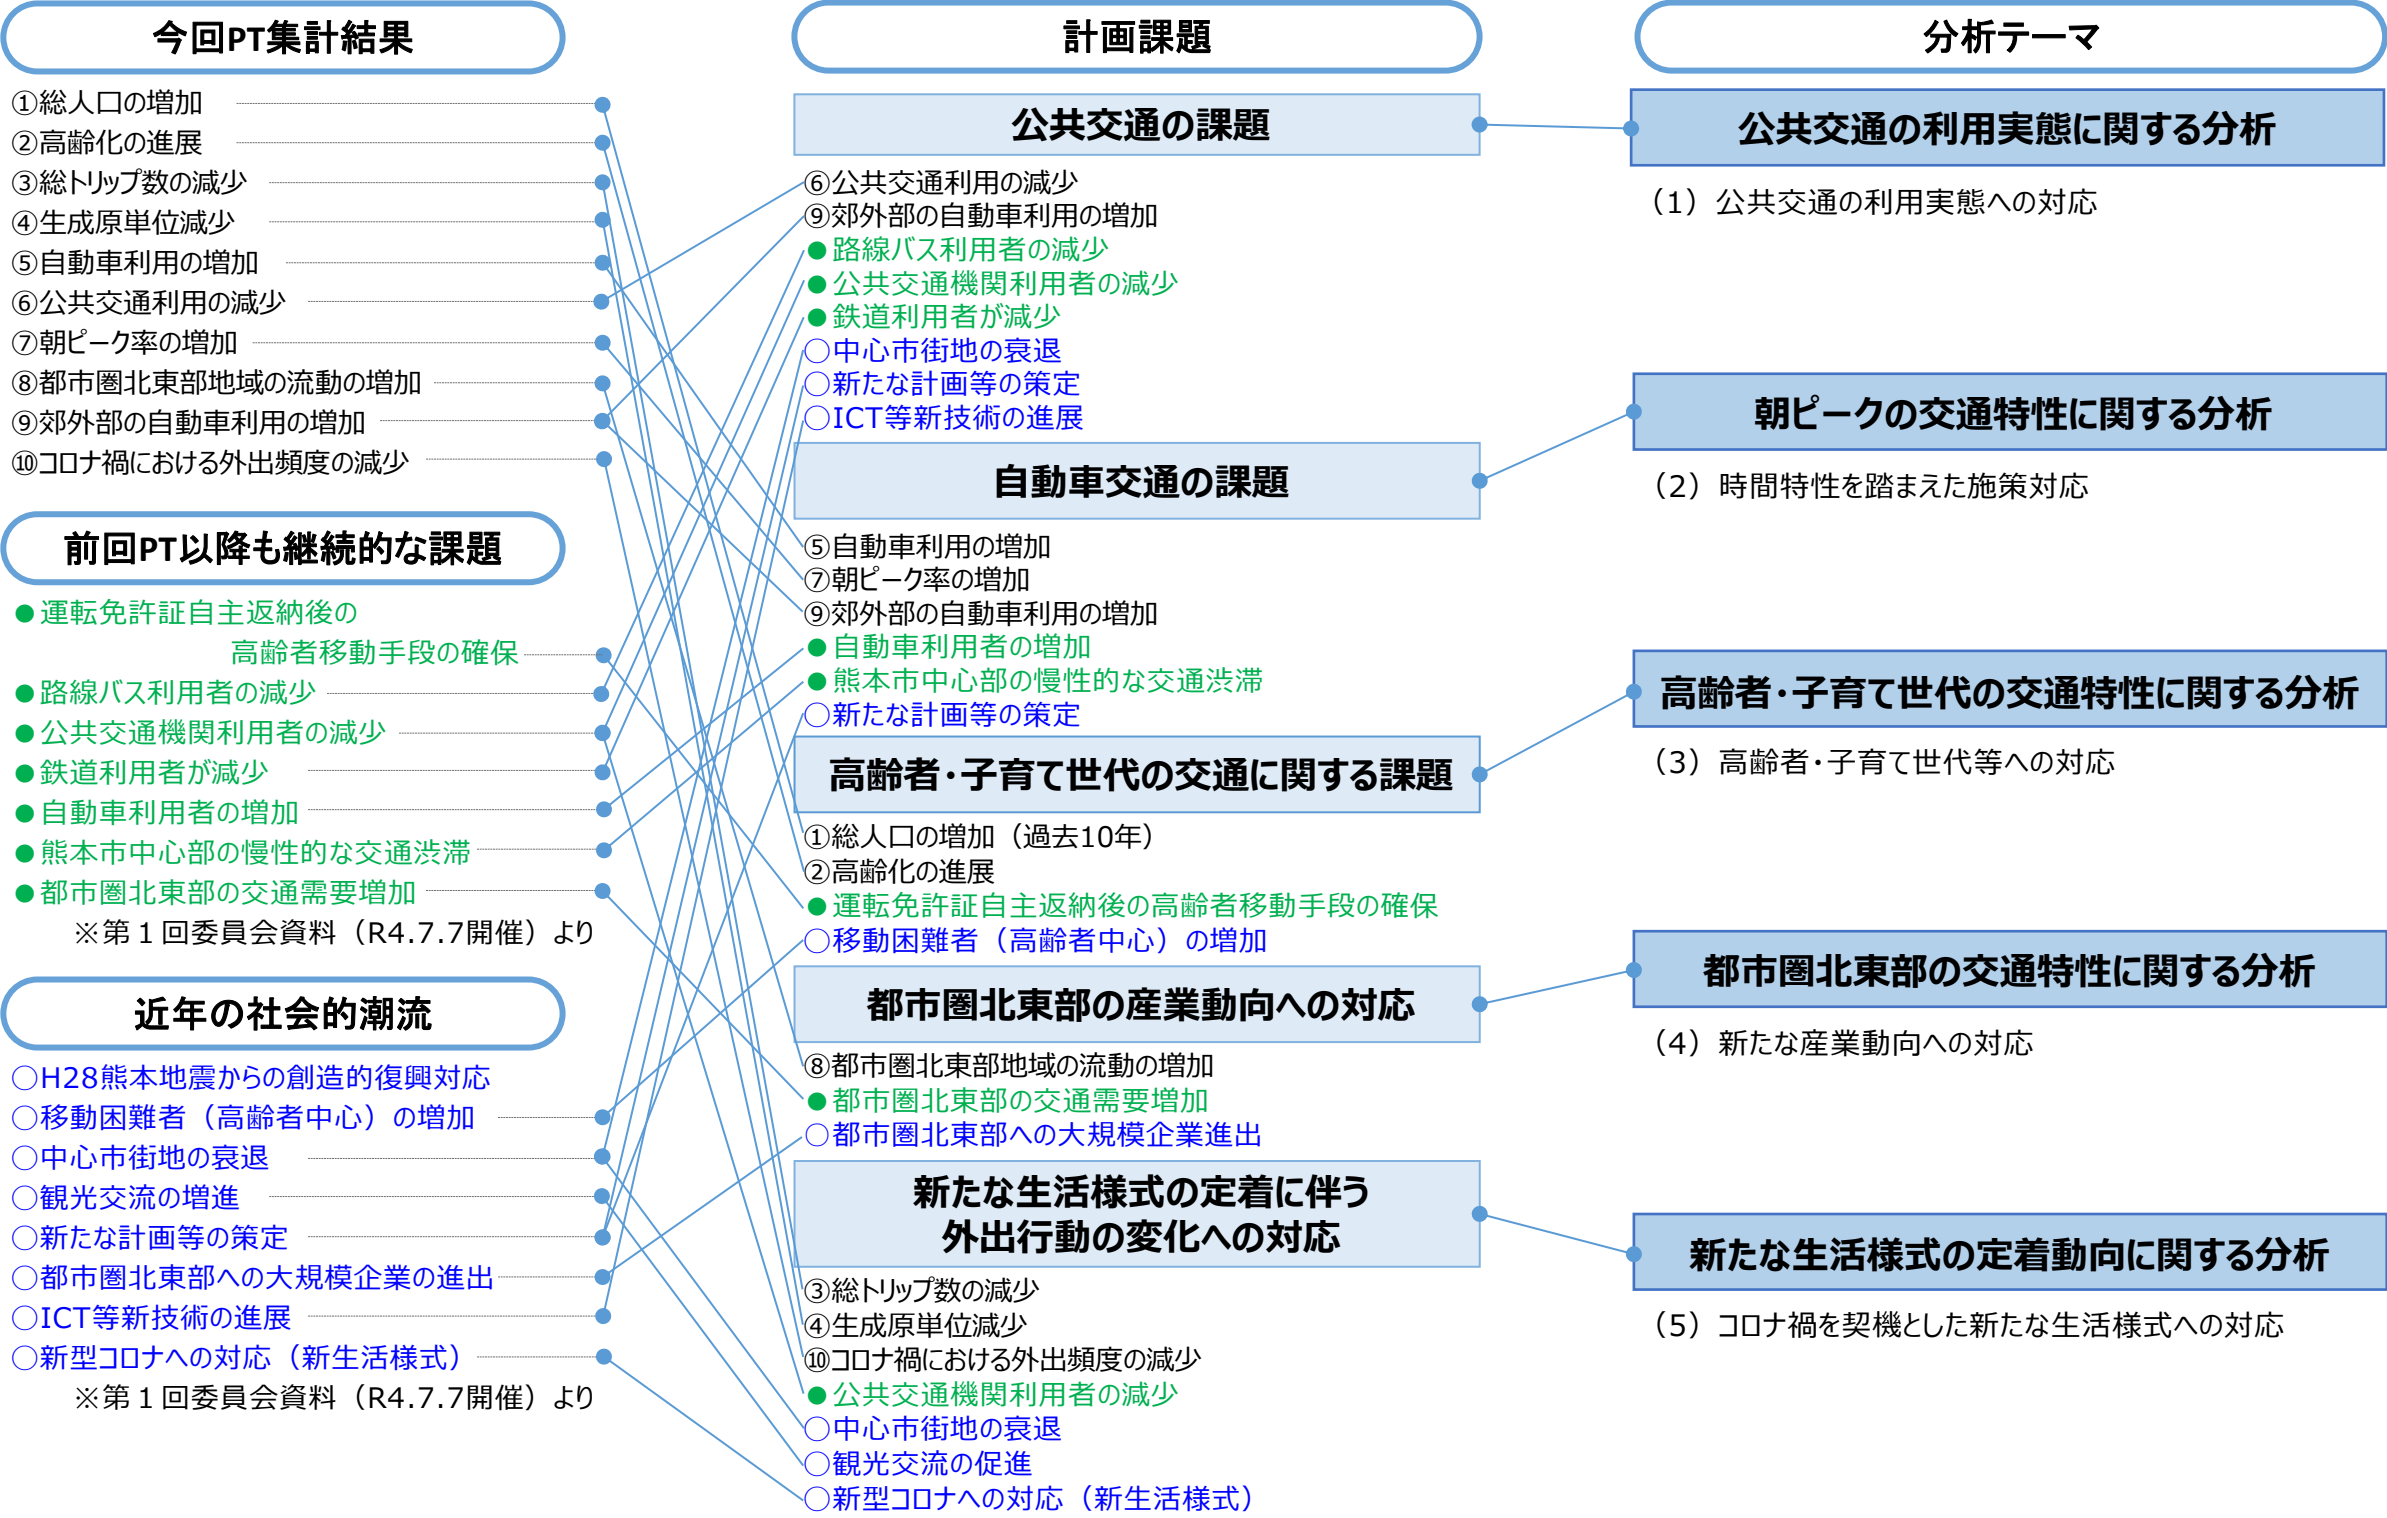 今回PT集計結果
①総人口の増加
②高齢化の進展
③総トリップ数の減少
④生成原単位減少
⑤自動車利用の増加
⑥公共交通利用の減少
⑦朝ピーク率の増加
⑧都市圏北東部地域の流動の増加
⑨郊外部の自動車利用の増加
⑩コロナ禍における外出頻度の減少
前回PT以降も継続的な課題
●運転免許証自主返納後の
高齢者移動手段の確保
●路線バス利用者の減少
●公共交通機関利用者の減少
●鉄道利用者が減少
●自動車利用者の増加
●熊本市中心部の慢性的な交通渋滞
●都市圏北東部の交通需要増加
※第１回委員会資料（R4.7.7開催）より
近年の社会的潮流
○H28熊本地震からの創造的復興対応
○移動困難者（高齢者中心）の増加
○中心市街地の衰退
○観光交流の増進
○新たな計画等の策定
○都市圏北東部への大規模企業の進出
○ICT等新技術の進展
○新型コロナへの対応（新生活様式）
※第１回委員会資料（R4.7.7開催）より
計画課題
公共交通の課題
⑥公共交通利用の減少
⑨郊外部の自動車利用の増加
●路線バス利用者の減少
●公共交通機関利用者の減少
●鉄道利用者が減少
○中心市街地の衰退
○新たな計画等の策定
○ICT等新技術の進展
自動車交通の課題
⑤自動車利用の増加
⑦朝ピーク率の増加
⑨郊外部の自動車利用の増加
●自動車利用者の増加
●熊本市中心部の慢性的な交通渋滞
○新たな計画等の策定
高齢者・子育て世代の交通に関する課題
①総人口の増加（過去10年）
②高齢化の進展
●運転免許証自主返納後の高齢者移動手段の確保
○移動困難者（高齢者中心）の増加
都市圏北東部の産業動向への対応
⑧都市圏北東部地域の流動の増加
●都市圏北東部の交通需要増加
○都市圏北東部への大規模企業進出
新たな生活様式の定着に伴う
外出行動の変化への対応
③総トリップ数の減少
④生成原単位減少
⑩コロナ禍における外出頻度の減少
●公共交通機関利用者の減少
○中心市街地の衰退
○観光交流の促進
○新型コロナへの対応（新生活様式）
分析テーマ
公共交通の利用実態に関する分析
（1）公共交通の利用実態への対応
朝ピークの交通特性に関する分析
（2）時間特性を踏まえた施策対応
高齢者・子育て世代の交通特性に関する分析
（3）高齢者・子育て世代等への対応
都市圏北東部の交通特性に関する分析
（4）新たな産業動向への対応
新たな生活様式の定着動向に関する分析
（5）コロナ禍を契機とした新たな生活様式への対応